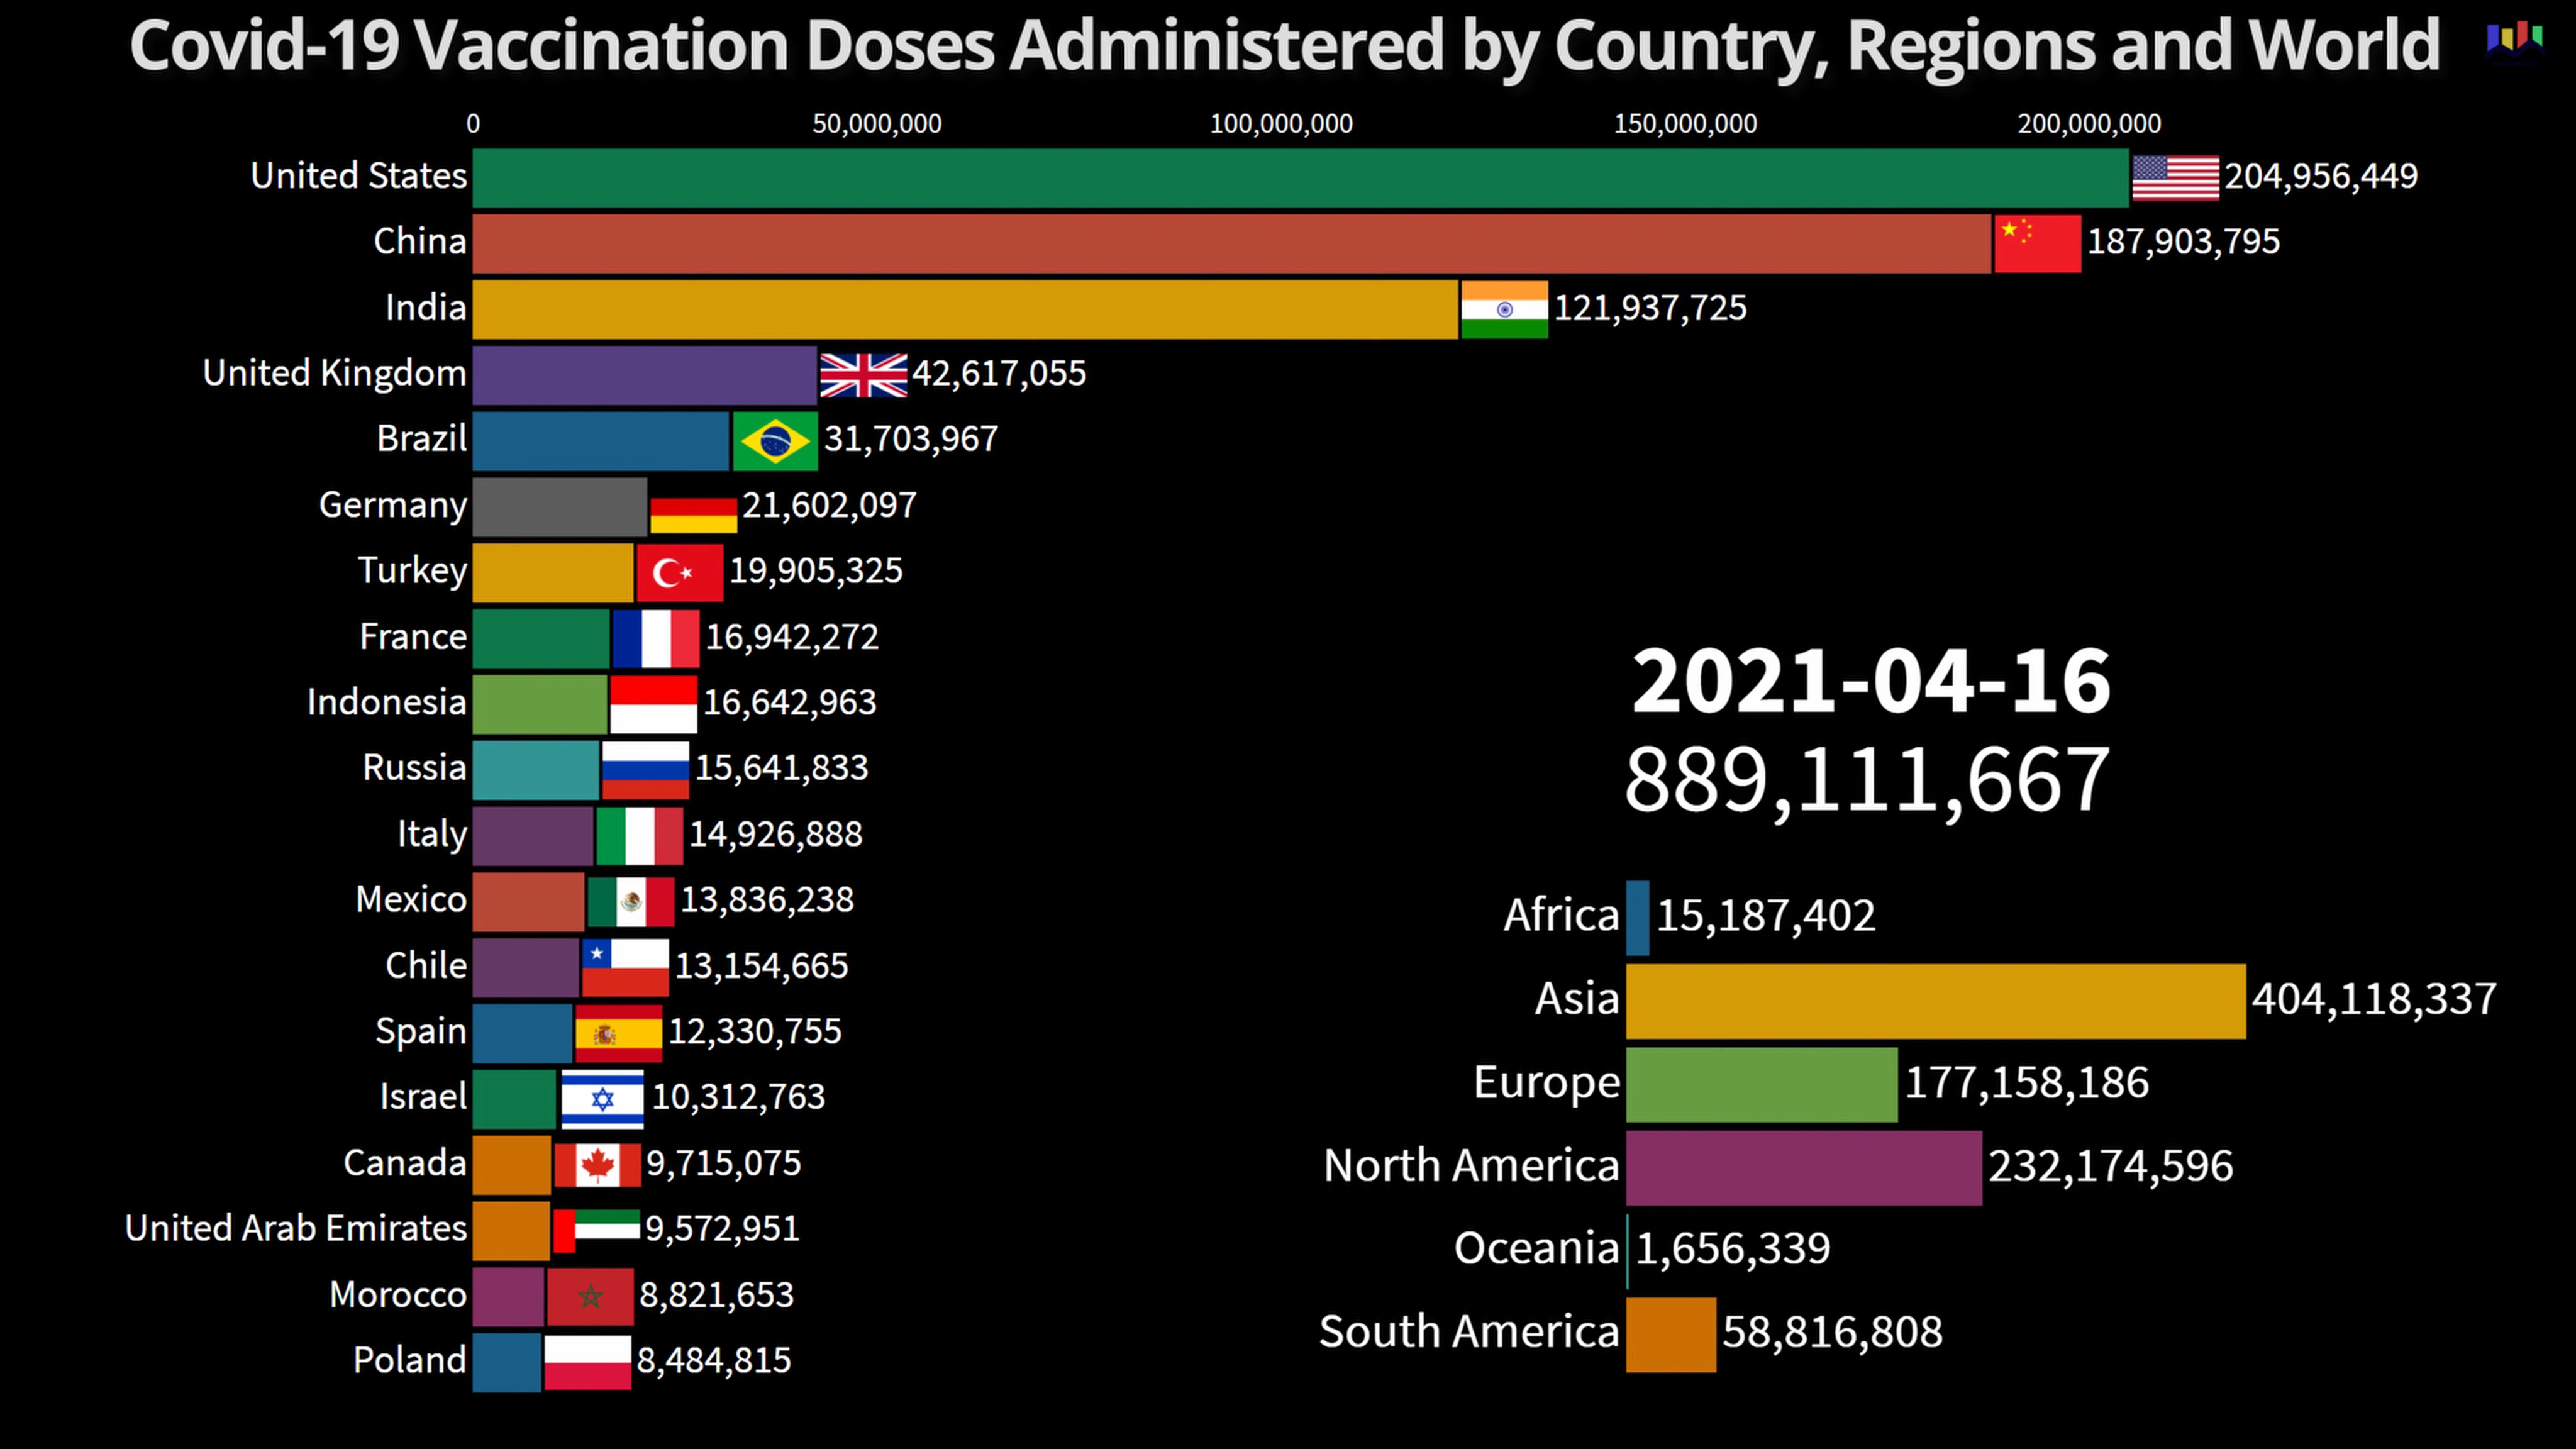 Covid-19 Vaccination Doses Administered by Country, Regions and World
0 50,000,000 100,000,000 150,000,000 200,000,000
United States 204,956,449
China 187,903,795
India 121,937,725
United Kingdom 42,617,055
Brazil 31,703,967
Germany 21,602,097
Turkey 19,905,325
France 16,942,272
Indonesia 16,642,963
Russia 15,641,833
Italy 14,926,888
Mexico 13,836,238
Chile 13,154,665
Spain 12,330,755
Israel 10,312,763
Canada 9,715,075
United Arab Emirates 9,572,951
Morocco 8,821,653
Poland 8,484,815
2021-04-16
889,111,667
Africa 15,187,402
Asia 404,118,337
Europe 177,158,186
North America 232,174,596
Oceania 1,656,339
South America 58,816,808